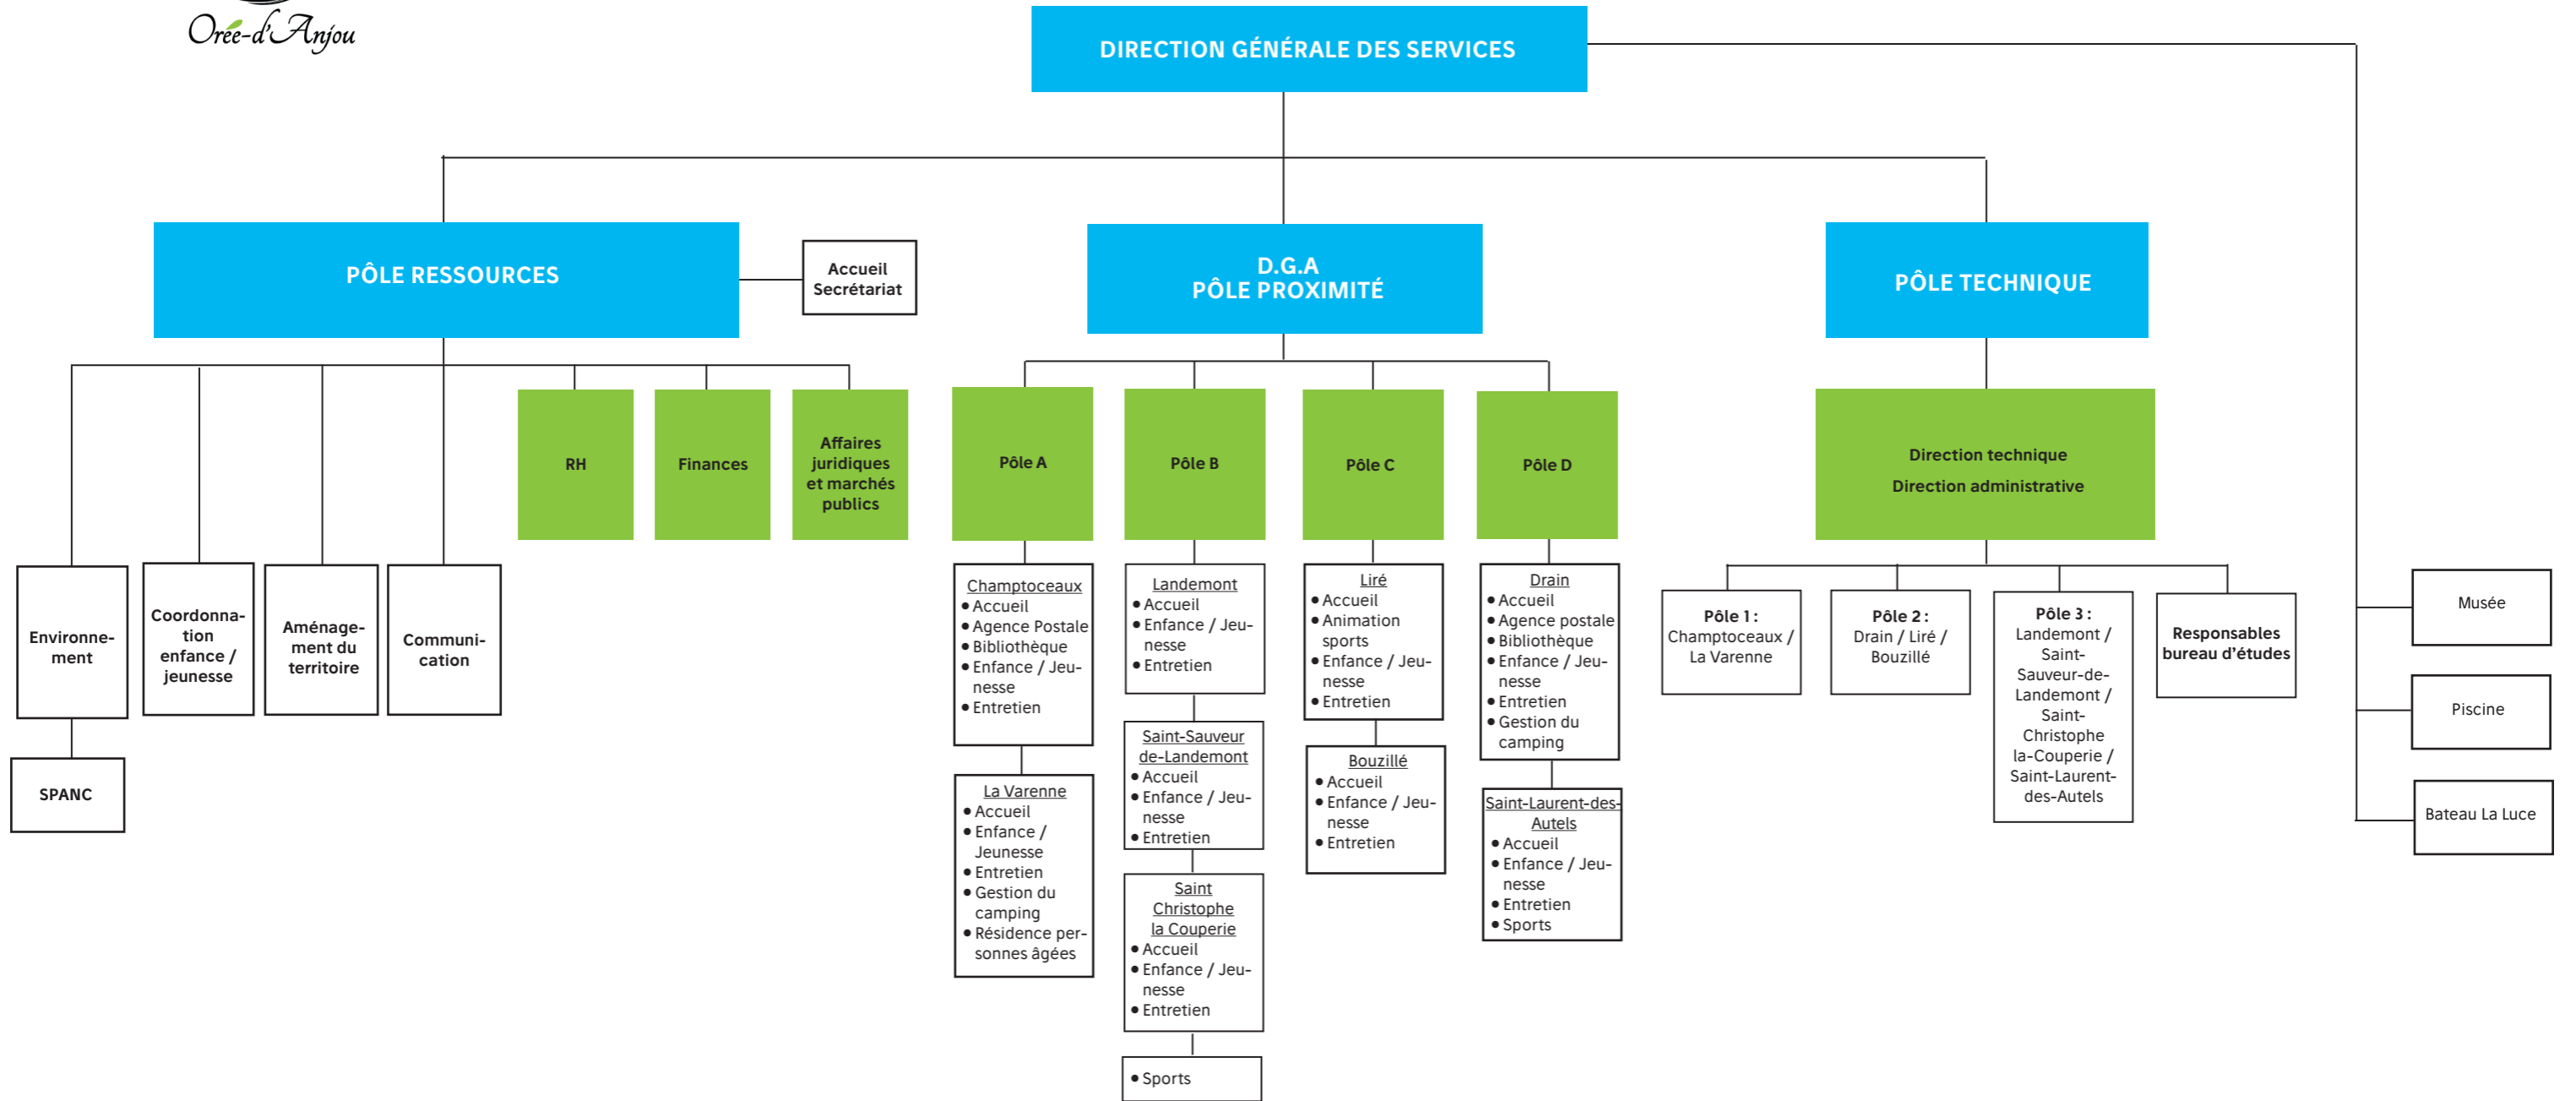 Orée-d'Anjou
DIRECTION GÉNÉRALE DES SERVICES
PÔLE RESSOURCES
Accueil
Secrétariat
D.G.A
PÔLE PROXIMITÉ
PÔLE TECHNIQUE
RH
Finances
Affaires
juridiques
et marchés
publics
Pôle A
Pôle B
Pôle C
Pôle D
Direction technique
Direction administrative
Environne-
ment
Coordonna-
tion
enfance /
jeunesse
Aménage-
ment du
territoire
Communi-
cation
SPANC
Champtoceaux
• Accueil
• Agence Postale
• Bibliothèque
• Enfance / Jeu-
nesse
• Entretien
La Varenne
• Accueil
• Enfance /
Jeunesse
• Entretien
• Gestion du
camping
• Résidence per-
sonnes âgées
Landemont
• Accueil
• Enfance / Jeu-
nesse
• Entretien
Saint-Sauveur
de-Landemont
• Accueil
• Enfance / Jeu-
nesse
• Entretien
Saint
Christophe
la Couperie
• Accueil
• Enfance / Jeu-
nesse
• Entretien
• Sports
Liré
• Accueil
• Animation
sports
• Enfance / Jeu-
nesse
• Entretien
Bouzillé
• Accueil
• Enfance / Jeu-
nesse
• Entretien
Drain
• Accueil
• Agence postale
• Bibliothèque
• Enfance / Jeu-
nesse
• Entretien
• Gestion du
camping
Saint-Laurent-des-
Autels
• Accueil
• Enfance / Jeu-
nesse
• Entretien
• Sports
Pôle 1 :
Champtoceaux /
La Varenne
Pôle 2 :
Drain / Liré /
Bouzillé
Pôle 3 :
Landemont /
Saint-
Sauveur-de-
Landemont /
Saint-
Christophe
la-Couperie /
Saint-Laurent-
des-Autels
Responsables
bureau d'études
Musée
Piscine
Bateau La Luce